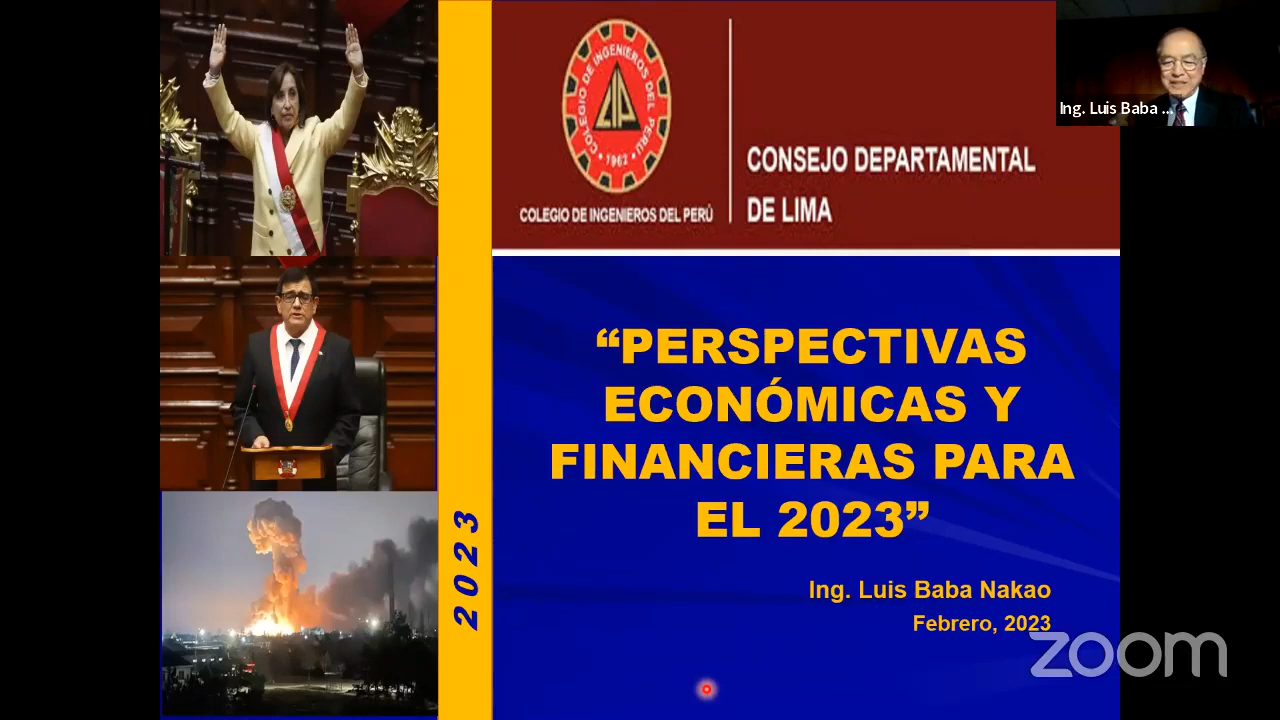 COLEGIO DE INGENIEROS DEL PERU
CIP
1962
COLEGIO DE INGENIEROS DEL PERÚ
CONSEJO DEPARTAMENTAL
DE LIMA
Ing. Luis Baba ...
2023
“PERSPECTIVAS
ECONÓMICAS Y
FINANCIERAS PARA
EL 2023”
Ing. Luis Baba Nakao
Febrero, 2023
zoom